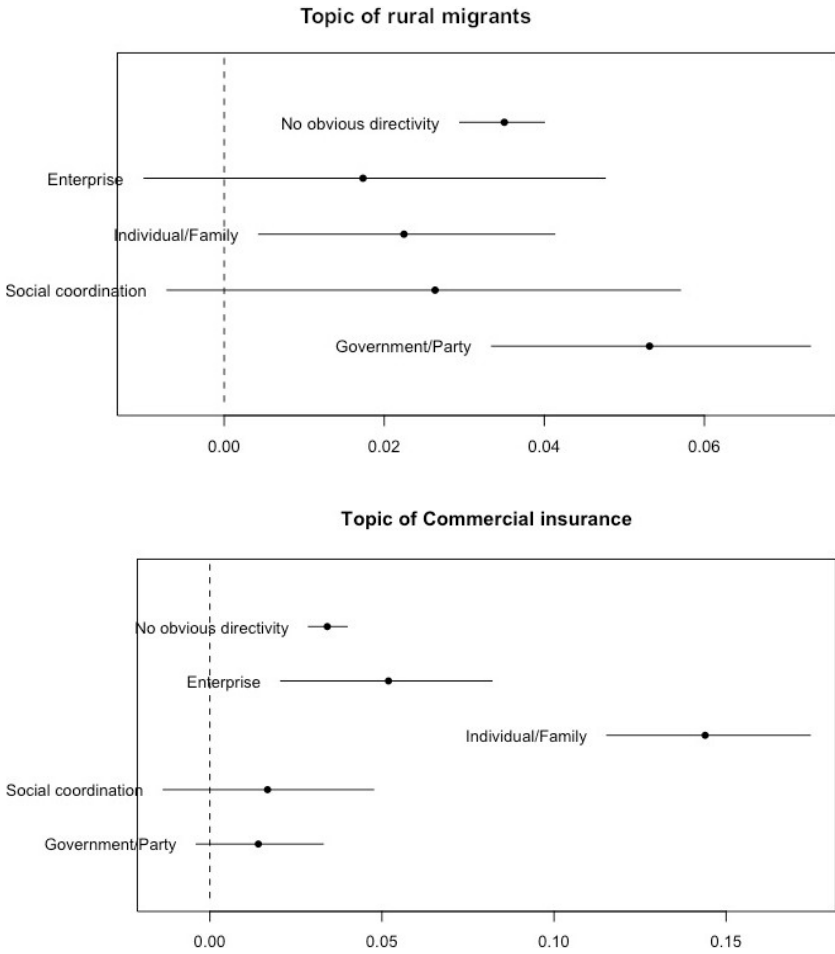 Topic of rural migrants
No obvious directivity
Enterprise
Individual/Family
Social coordination
Government/Party
0.00 0.02 0.04 0.06
Topic of Commercial insurance
No obvious directivity
Enterprise
Individual/Family
Social coordination
Government/Party
0.00 0.05 0.10 0.15